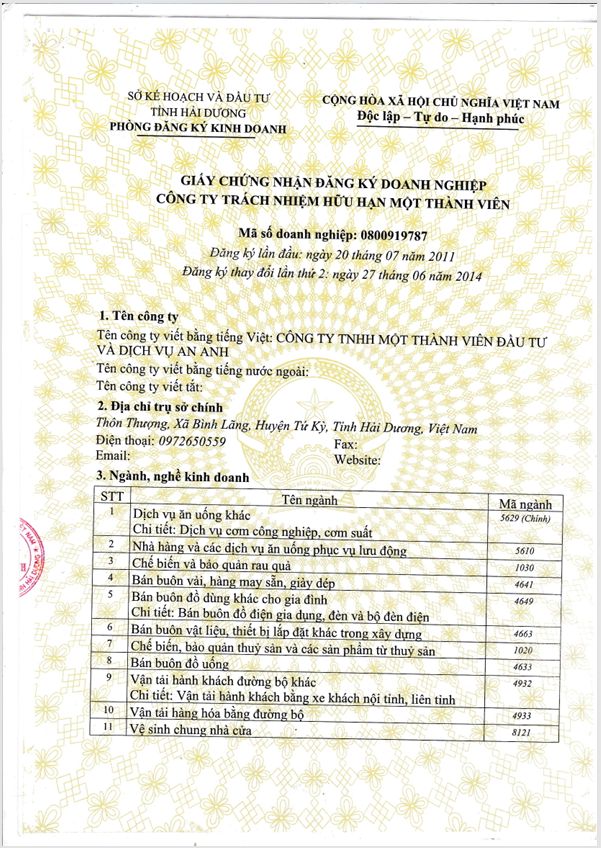 SỞ KẾ HOẠCH VÀ ĐẦU TƯ
TỈNH HẢI DƯƠNG
PHÒNG ĐĂNG KÝ KINH DOANH
CỘNG HÒA XÃ HỘI CHỦ NGHĨA VIỆT NAM
Độc lập – Tự do – Hạnh phúc
GIẤY CHỨNG NHẬN ĐĂNG KÝ DOANH NGHIỆP
CÔNG TY TRÁCH NHIỆM HỮU HẠN MỘT THÀNH VIÊN
Mã số doanh nghiệp: 0800919787
Đăng ký lần đầu: ngày 20 tháng 07 năm 2011
Đăng ký thay đổi lần thứ 2: ngày 27 tháng 06 năm 2014
1. Tên công ty
Tên công ty viết bằng tiếng Việt: CÔNG TY TNHH MỘT THÀNH VIÊN ĐẦU TƯ
VÀ DỊCH VỤ AN ANH
Tên công ty viết bằng tiếng nước ngoài:
Tên công ty viết tắt:
2. Địa chỉ trụ sở chính
Thôn Thượng, Xã Bình Lãng, Huyện Tứ Kỳ, Tỉnh Hải Dương, Việt Nam
Điện thoại: 0972650559 Fax:
Email: Website:
3. Ngành, nghề kinh doanh
STT Tên ngành Mã ngành
1 Dịch vụ ăn uống khác 5629 (Chính)
Chi tiết: Dịch vụ cơm công nghiệp, cơm suất
2 Nhà hàng và các dịch vụ ăn uống phục vụ lưu động 5610
3 Chế biến và bảo quản rau quả 1030
4 Bán buôn vải, hàng may sẵn, giày dép 4641
5 Bán buôn đồ dùng khác cho gia đình 4649
Chi tiết: Bán buôn đồ điện gia dụng, đèn và bộ đèn điện
6 Bán buôn vật liệu, thiết bị lắp đặt khác trong xây dựng 4663
7 Chế biến, bảo quản thuỷ sản và các sản phẩm từ thuỷ sản 1020
8 Bán buôn đồ uống 4633
9 Vận tải hành khách đường bộ khác 4932
Chi tiết: Vận tải hành khách bằng xe khách nội tỉnh, liên tỉnh
10 Vận tải hàng hóa bằng đường bộ 4933
11 Vệ sinh chung nhà cửa 8121